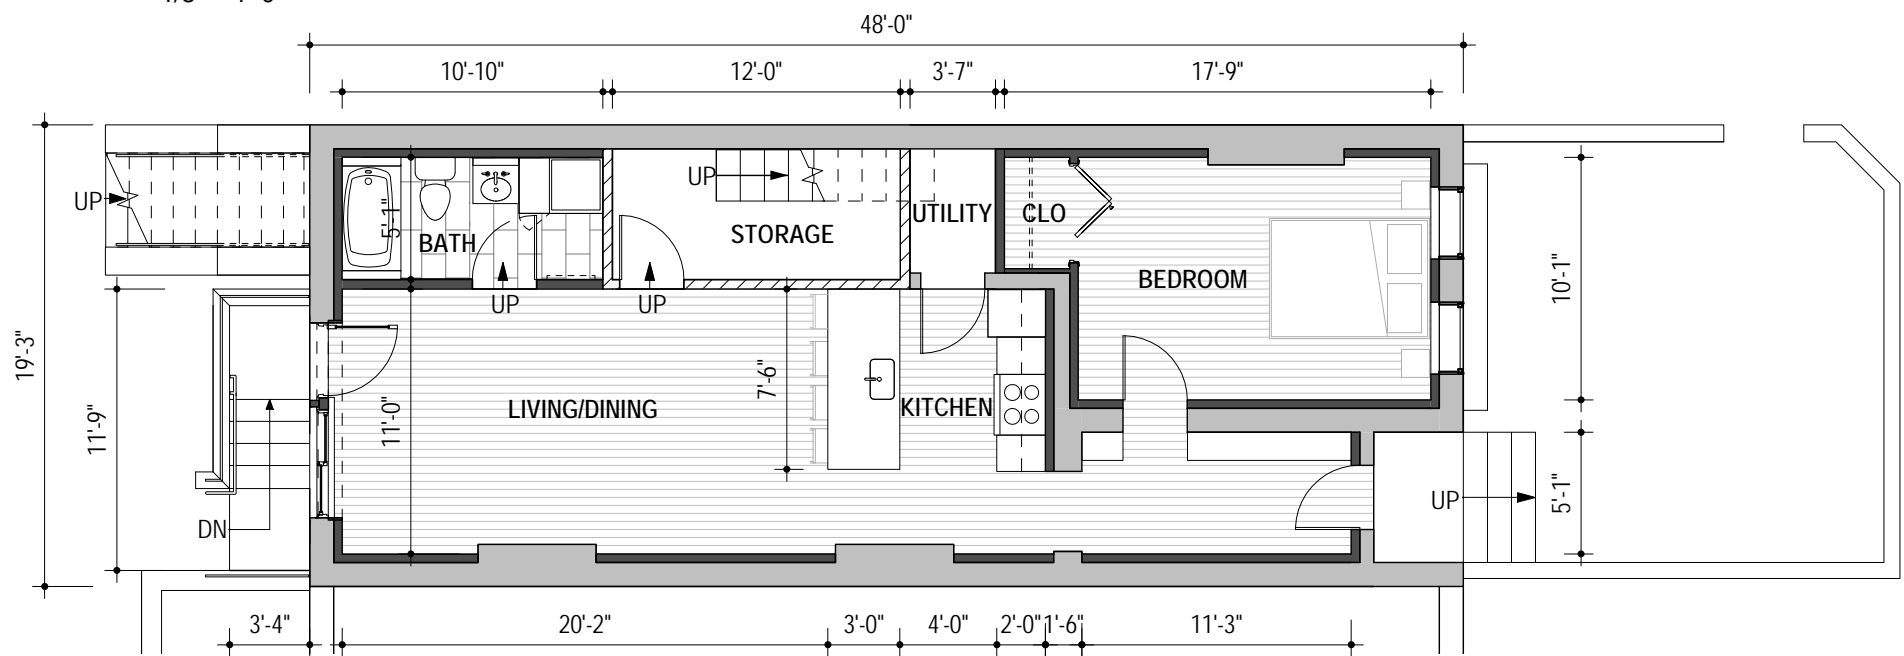 48'-0"
10'-10"
12'-0"
3'-7"
17'-9"
UP
UP
5'-1"
BATH
STORAGE
UTILITY
CLO
BEDROOM
10'-1"
UP
UP
19'-3"
11'-9"
11'-0"
LIVING/DINING
7'-6"
KITCHEN
DN
UP
5'-1"
3'-4"
20'-2"
3'-0"
4'-0"
2'-0"
1'-6"
11'-3"